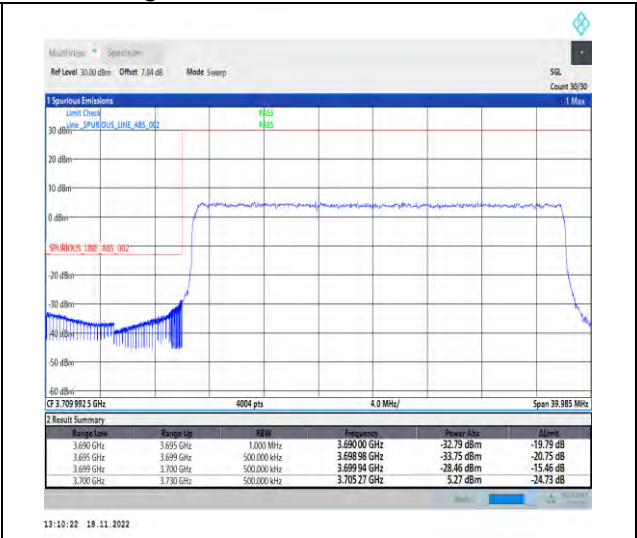 MultiView Spectrum
Ref Level 30.00 dBm Offset 7.84 dB Mode Sweep SGL
Count 30/30
1 Spurious Emissions 1 Max
Limit Check PASS
Line _SPURIOUS_LINE_ABS_002 PASS
30 dBm
20 dBm
10 dBm
0 dBm
SPURIOUS_LINE_ABS_002
-20 dBm
-30 dBm
-40 dBm
-50 dBm
-60 dBm
CF 3.709 992 5 GHz 4004 pts 4.0 MHz/ Span 39.985 MHz
2 Result Summary
Range Low Range Up RBW Frequency Power Abs ΔLimit
3.690 GHz 3.695 GHz 1.000 MHz 3.690 00 GHz -32.79 dBm -19.79 dB
3.695 GHz 3.699 GHz 500.000 kHz 3.698 98 GHz -33.75 dBm -20.75 dB
3.699 GHz 3.700 GHz 500.000 kHz 3.699 94 GHz -28.46 dBm -15.46 dB
3.700 GHz 3.730 GHz 500.000 kHz 3.705 27 GHz 5.27 dBm -24.73 dB
13:10:22 18.11.2022